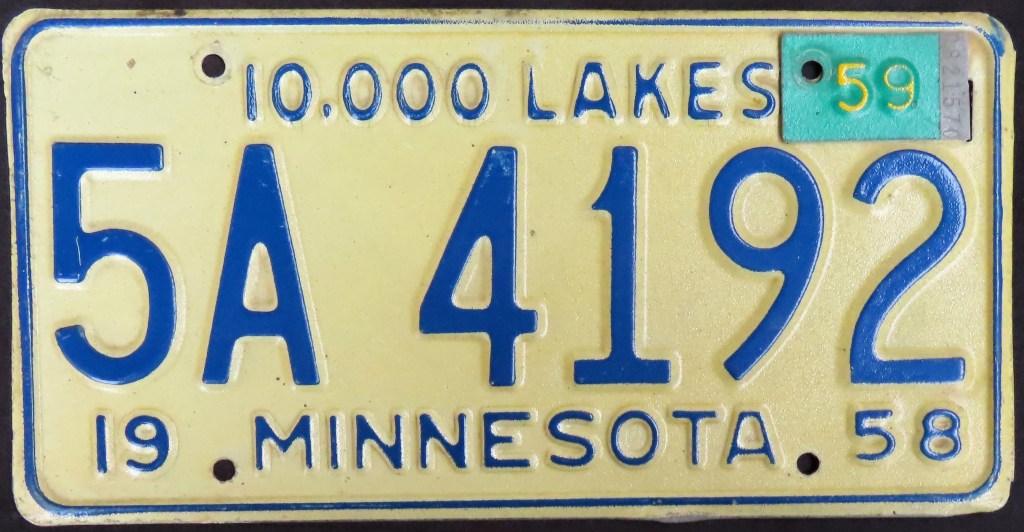 10,000 LAKES 59
5A 4192
19 MINNESOTA 58